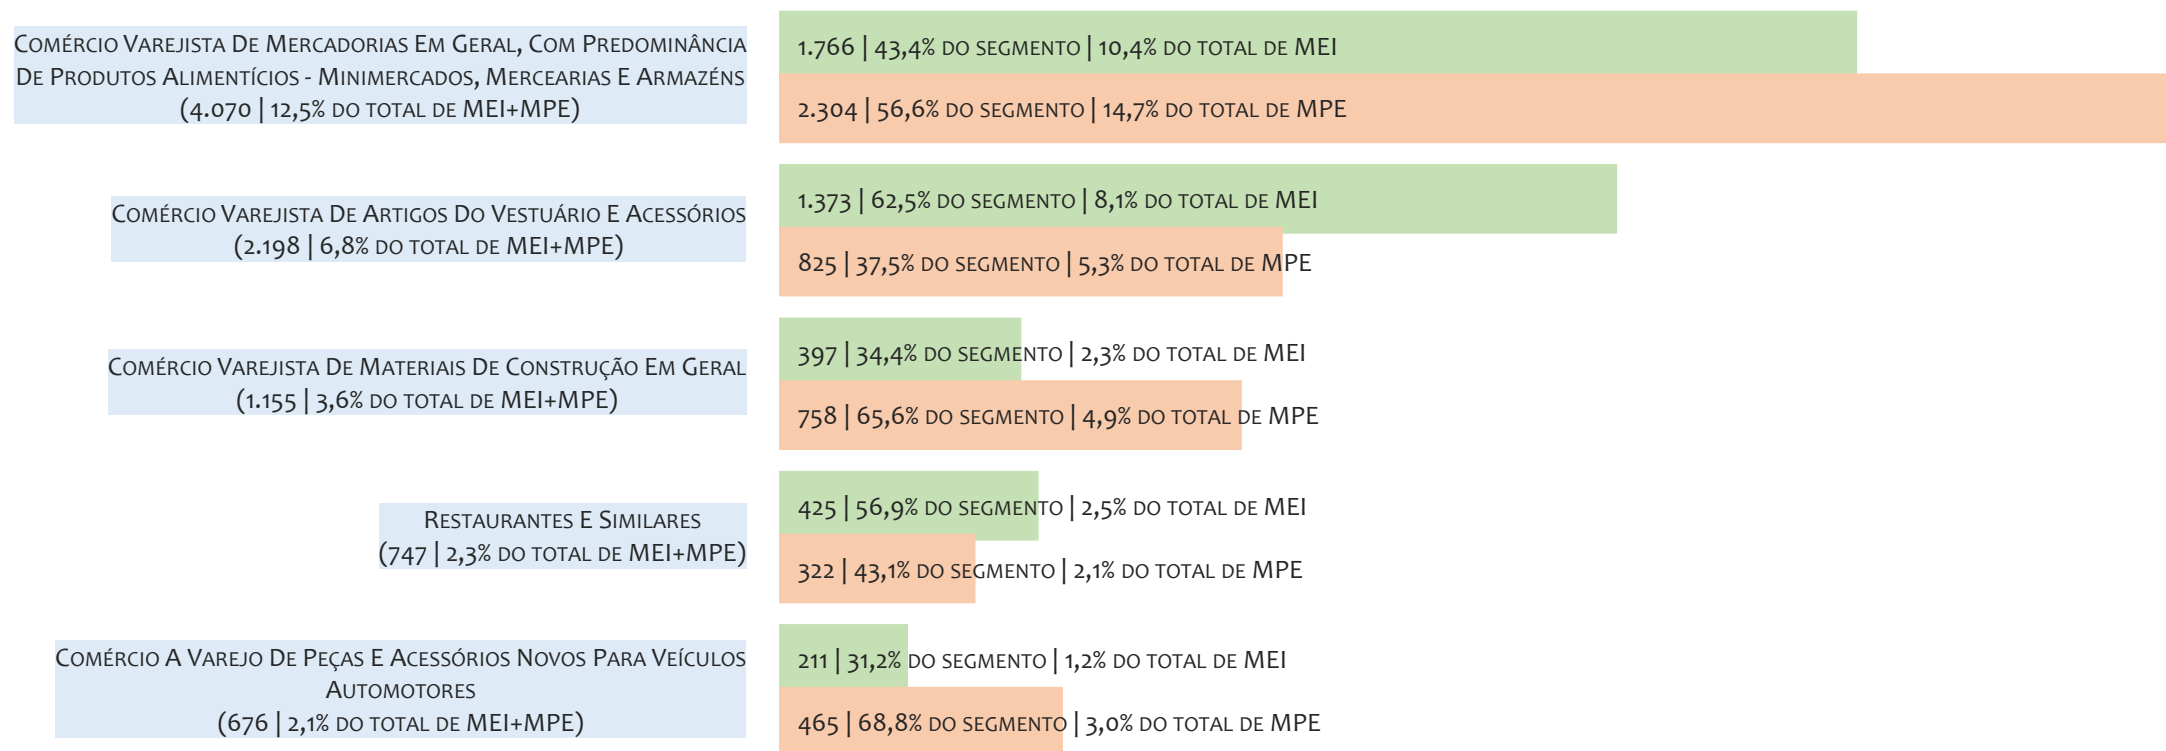 Comércio Varejista De Mercadorias Em Geral, Com Predominância
De Produtos Alimentícios - Minimercados, Mercearias E Armazéns
(4.070 | 12,5% do total de MEI+MPE)
1.766 | 43,4% do segmento | 10,4% do total de MEI
2.304 | 56,6% do segmento | 14,7% do total de MPE
Comércio Varejista De Artigos Do Vestuário E Acessórios
(2.198 | 6,8% do total de MEI+MPE)
1.373 | 62,5% do segmento | 8,1% do total de MEI
825 | 37,5% do segmento | 5,3% do total de MPE
Comércio Varejista De Materiais De Construção Em Geral
(1.155 | 3,6% do total de MEI+MPE)
397 | 34,4% do segmento | 2,3% do total de MEI
758 | 65,6% do segmento | 4,9% do total de MPE
Restaurantes E Similares
(747 | 2,3% do total de MEI+MPE)
425 | 56,9% do segmento | 2,5% do total de MEI
322 | 43,1% do segmento | 2,1% do total de MPE
Comércio A Varejo De Peças E Acessórios Novos Para Veículos
Automotores
(676 | 2,1% do total de MEI+MPE)
211 | 31,2% do segmento | 1,2% do total de MEI
465 | 68,8% do segmento | 3,0% do total de MPE